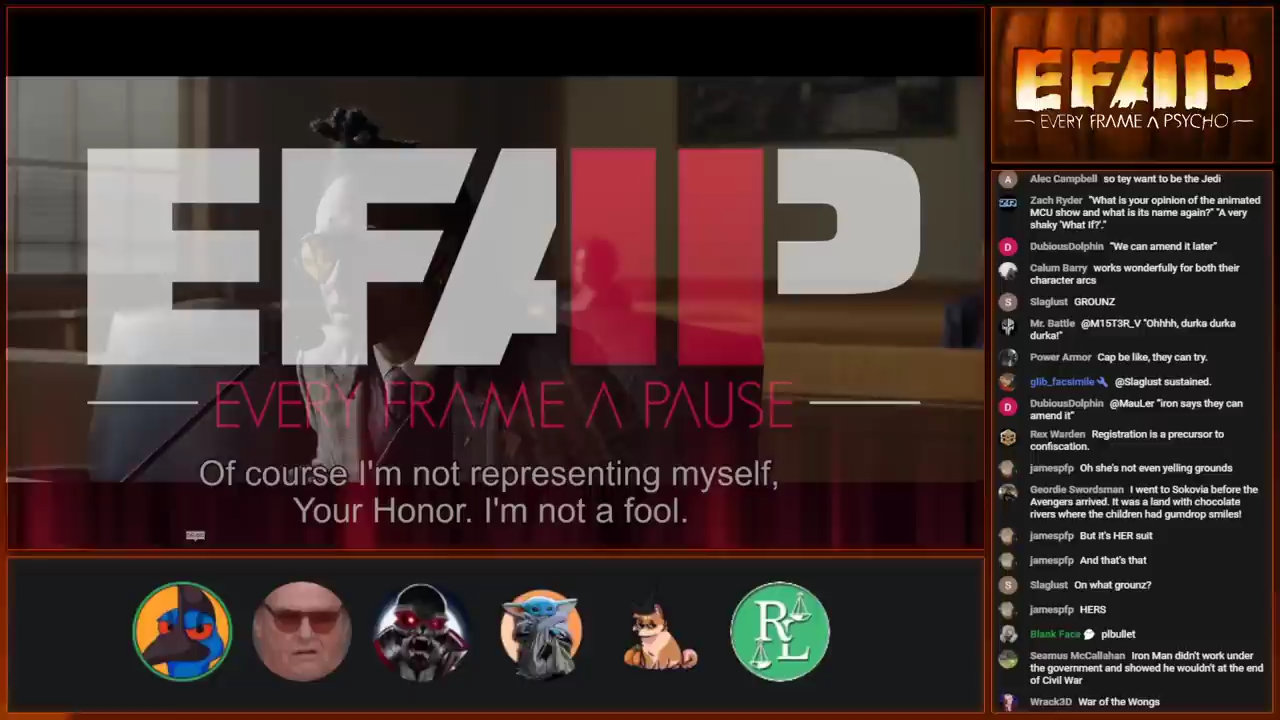 EFAP
EVERY FRAME A PAUSE
Of course I'm not representing myself,
Your Honor. I'm not a fool.
RL
EFAP
EVERY FRAME A PSYCHO
A Alec Campbell so tey want to be the Jedi
ZR Zach Ryder "What is your opinion of the animated
MCU show and what is its name again?" "A very
shaky 'What If?'."
D DubiousDolphin "We can amend it later"
Calum Barry works wonderfully for both their
character arcs
S Slaglust GROUNZ
Mr. Battle @M15T3R_V "Ohhhh, durka durka
durka!"
Power Armor Cap be like, they can try.
glib_facsimile @Slaglust sustained.
D DubiousDolphin @MauLer "iron says they can
amend it"
Rex Warden Registration is a precursor to
confiscation.
jamespfp Oh she's not even yelling grounds
Geordie Swordsman I went to Sokovia before the
Avengers arrived. It was a land with chocolate
rivers where the children had gumdrop smiles!
jamespfp But it's HER suit
jamespfp And that's that
S Slaglust On what grounz?
jamespfp HERS
Blank Face plbullet
Seamus McCallahan Iron Man didn't work under
the government and showed he wouldn't at the end
of Civil War
Wrack3D War of the Wongs